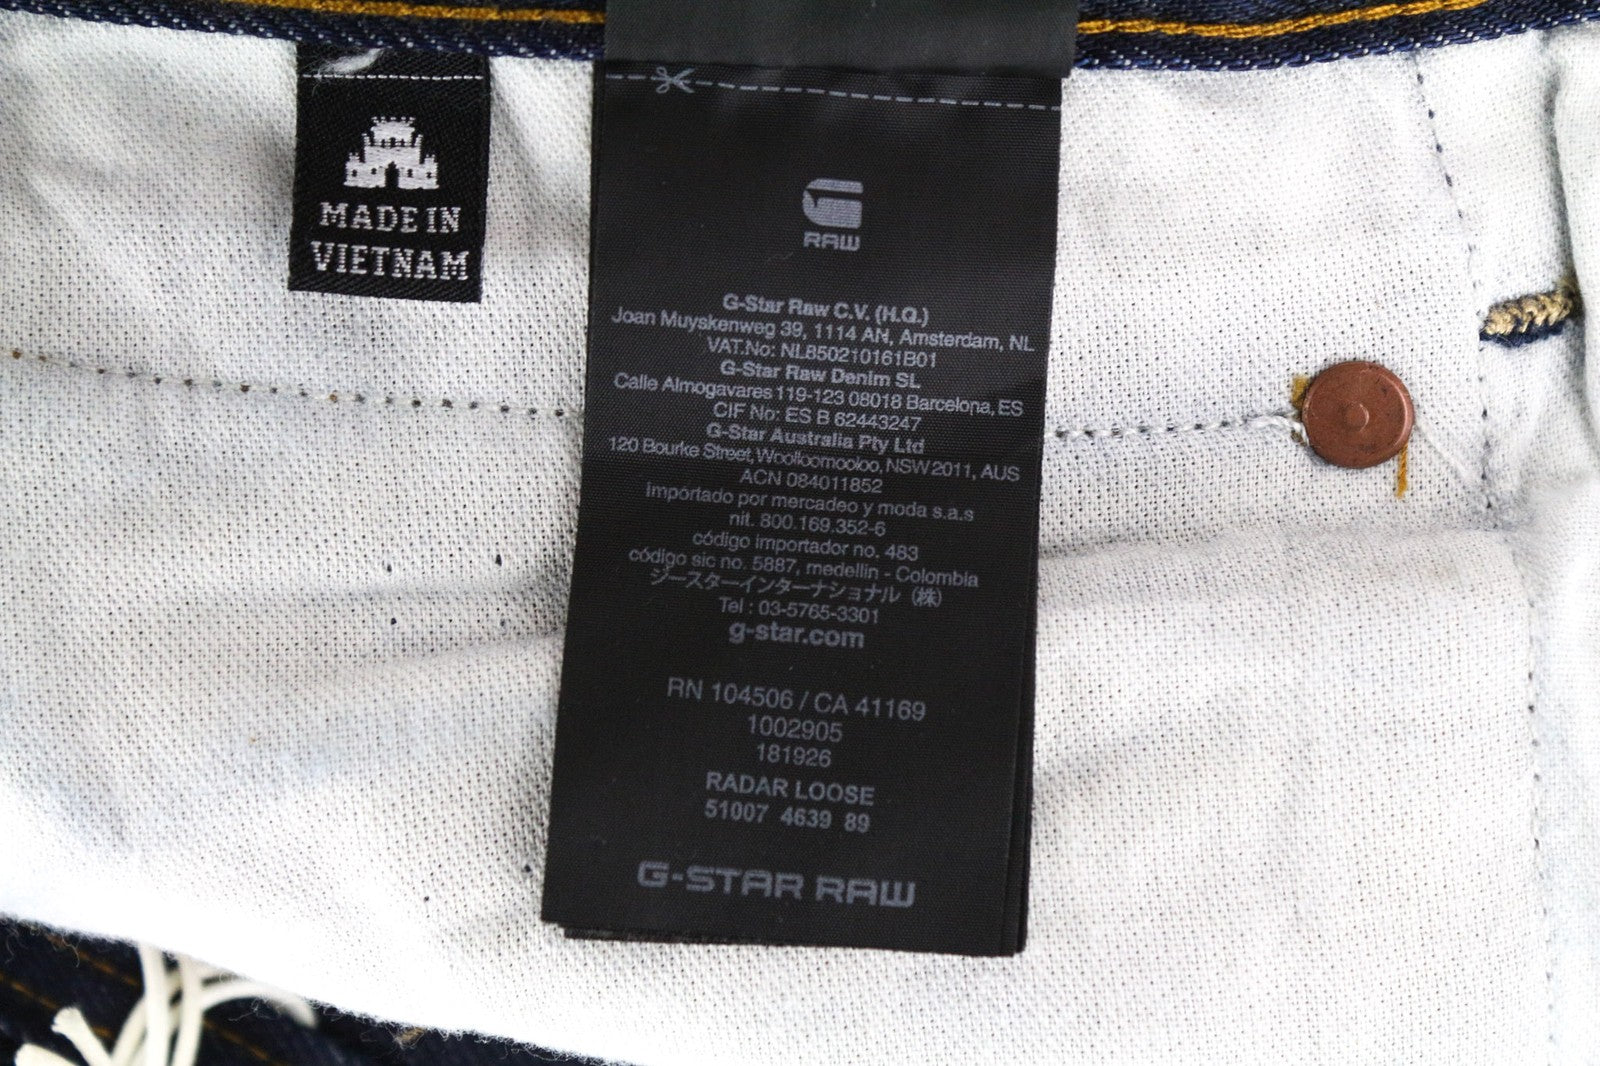 MADE IN
VIETNAM
RAW
G-Star Raw C.V. (H.Q.)
Joan Muyskenweg 39, 1114 AN, Amsterdam, NL
VAT.No: NL850210161B01
G-Star Raw Denim SL
Calle Almogavares 119-123 08018 Barcelona, ES
CIF No: ES B 62443247
G-Star Australia Pty Ltd
120 Bourke Street, Woolloomooloo, NSW 2011, AUS
ACN 084011852
Importado por mercadeo y moda s.a.s
nit. 800.169.352-6
código importador no. 483
código sic no. 5887, medellin - Colombia
ジースターインターナショナル (株)
Tel : 03-5765-3301
g-star.com
RN 104506 / CA 41169
1002905
181926
RADAR LOOSE
51007 4639 89
G-STAR RAW